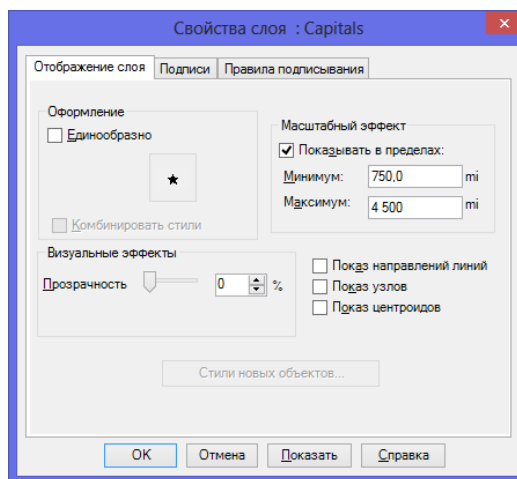 Свойства слоя : Capitals
Отображение слоя Подписи Правила подписывания
Оформление
Единообразно
Комбинировать стили
Масштабный эффект
Показывать в пределах:
Минимум: 750,0 mi
Максимум: 4 500 mi
Визуальные эффекты
Прозрачность 0 %
Показ направлений линий
Показ узлов
Показ центроидов
Стили новых объектов...
OK Отмена Показать Справка